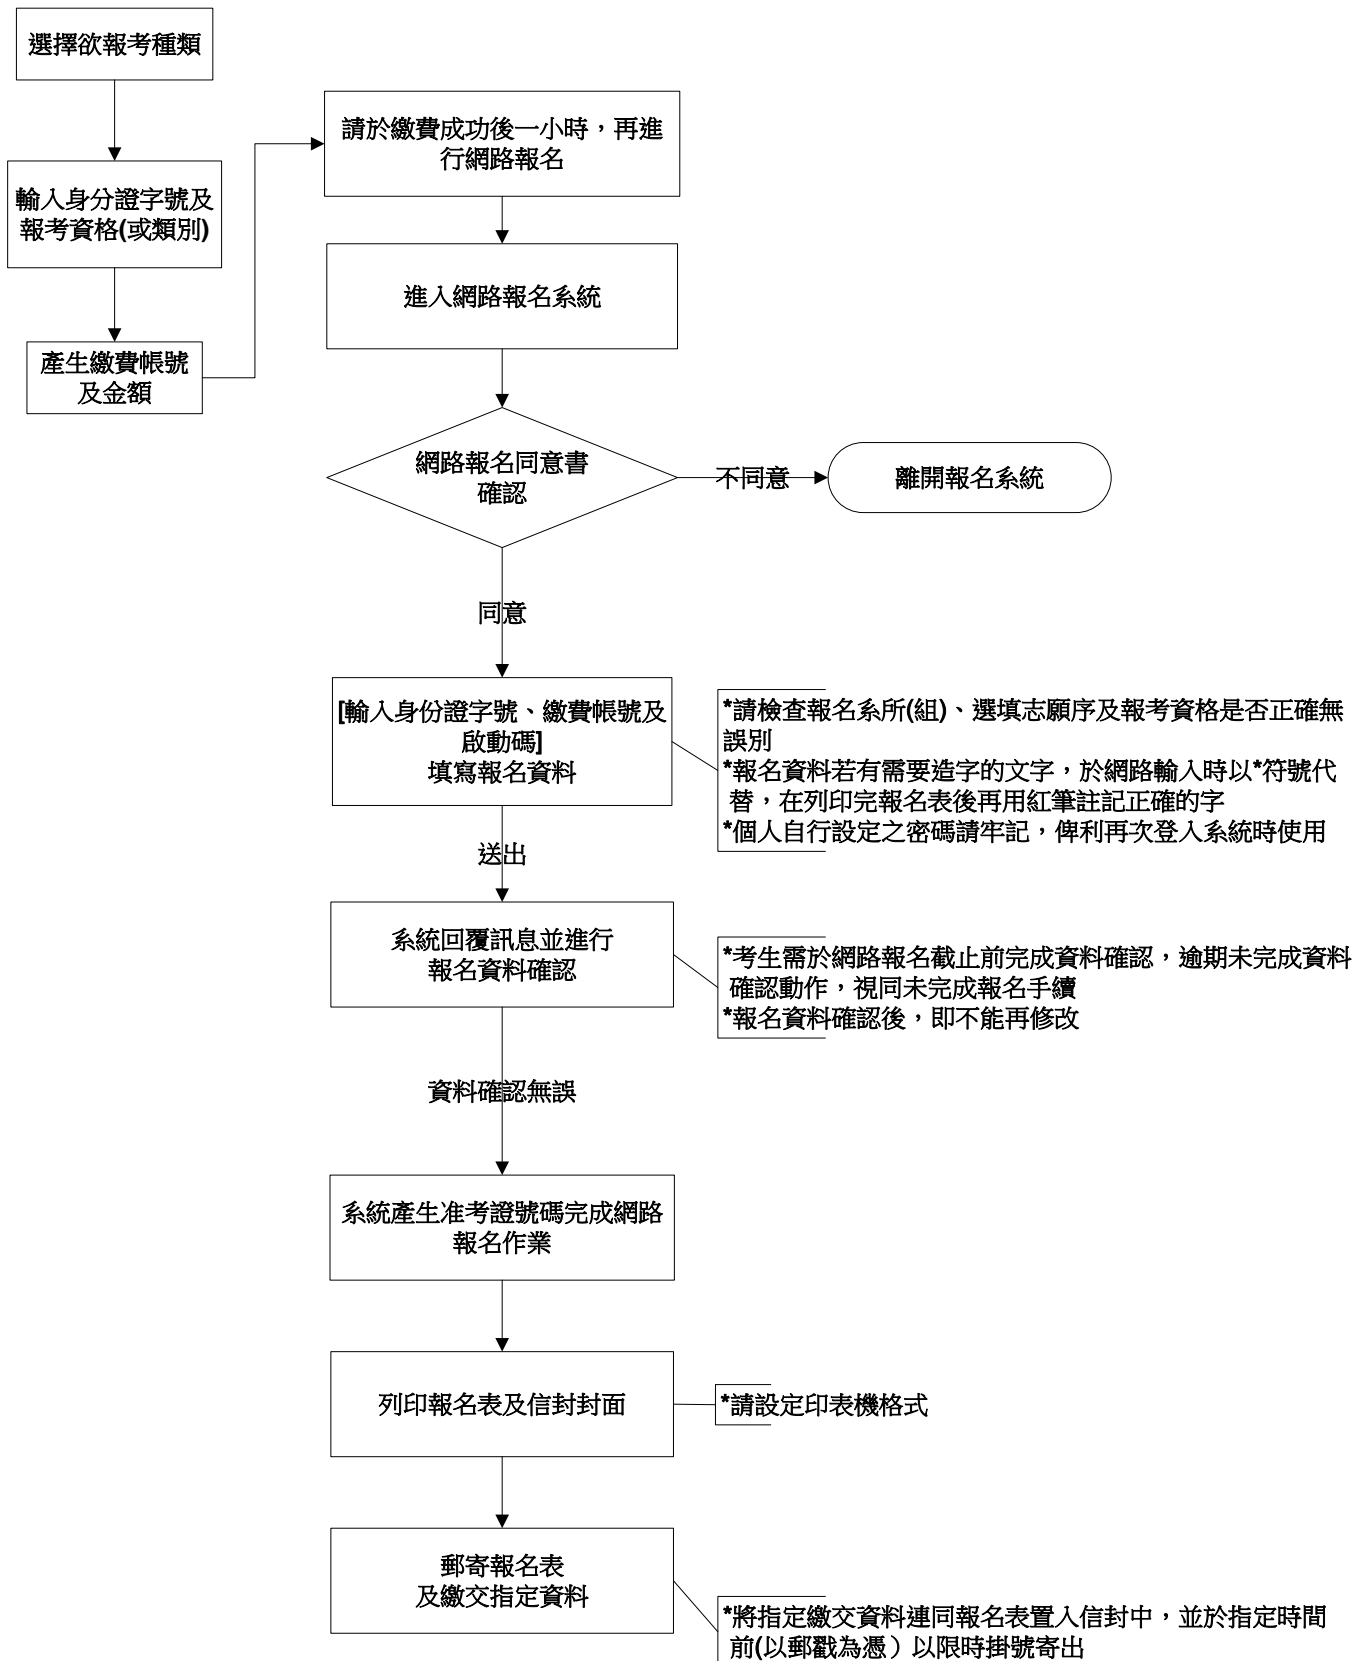 選擇欲報考種類
輸入身分證字號及
報考資格(或類別)
產生繳費帳號
及金額
請於繳費成功後一小時，再進
行網路報名
進入網路報名系統
網路報名同意書
確認
不同意
離開報名系統
同意
[輸入身份證字號、繳費帳號及
啟動碼]
填寫報名資料
*請檢查報名系所(組)、選填志願序及報考資格是否正確無
誤別
*報名資料若有需要造字的文字，於網路輸入時以*符號代
替，在列印完報名表後再用紅筆註記正確的字
*個人自行設定之密碼請牢記，俾利再次登入系統時使用
送出
系統回覆訊息並進行
報名資料確認
*考生需於網路報名截止前完成資料確認，逾期未完成資料
確認動作，視同未完成報名手續
*報名資料確認後，即不能再修改
資料確認無誤
系統產生准考證號碼完成網路
報名作業
列印報名表及信封封面
*請設定印表機格式
郵寄報名表
及繳交指定資料
*將指定繳交資料連同報名表置入信封中，並於指定時間
前(以郵戳為憑）以限時掛號寄出